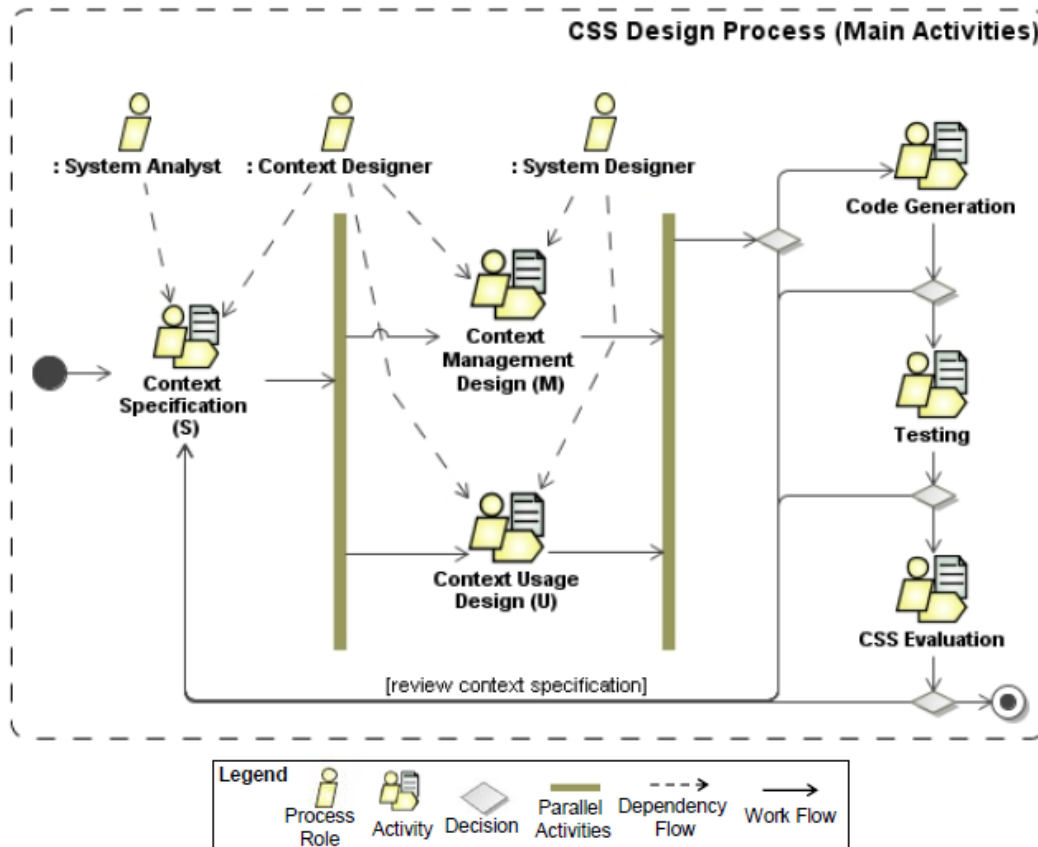 CSS Design Process (Main Activities)
: System Analyst
: Context Designer
: System Designer
Code Generation
Context
Management
Design (M)
Context
Specification
(S)
Testing
Context Usage
Design (U)
CSS Evaluation
[review context specification]
Legend
Process
Role
Activity
Decision
Parallel
Activities
Dependency
Flow
Work Flow